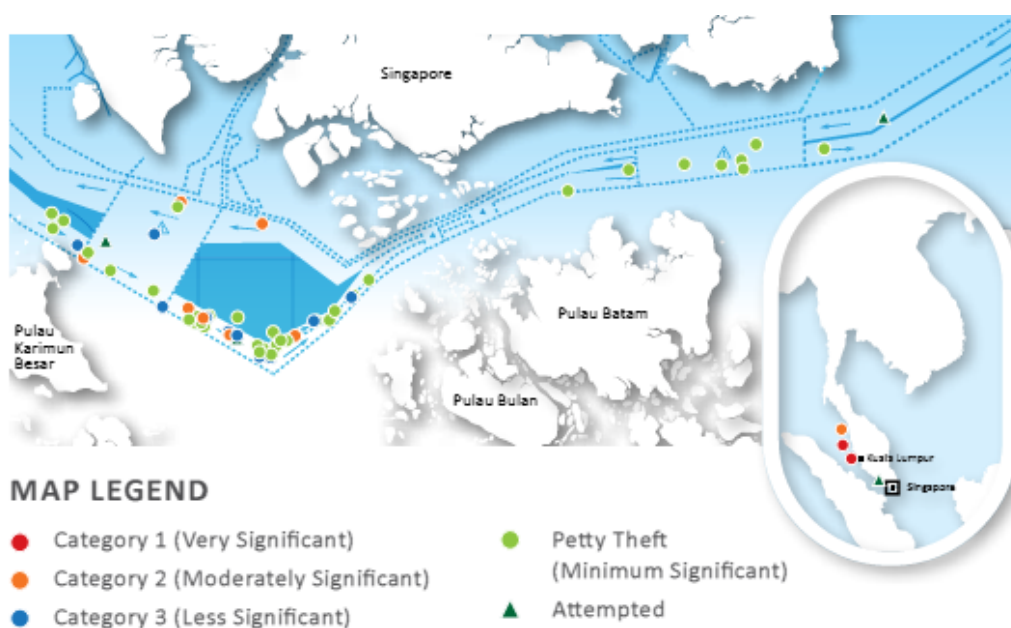 Singapore
Pulau
Karimun
Besar
Pulau Batam
Pulau Bulan
Kuala Lumpur
Singapore
MAP LEGEND
Category 1 (Very Significant)
Category 2 (Moderately Significant)
Category 3 (Less Significant)
Petty Theft
(Minimum Significant)
Attempted